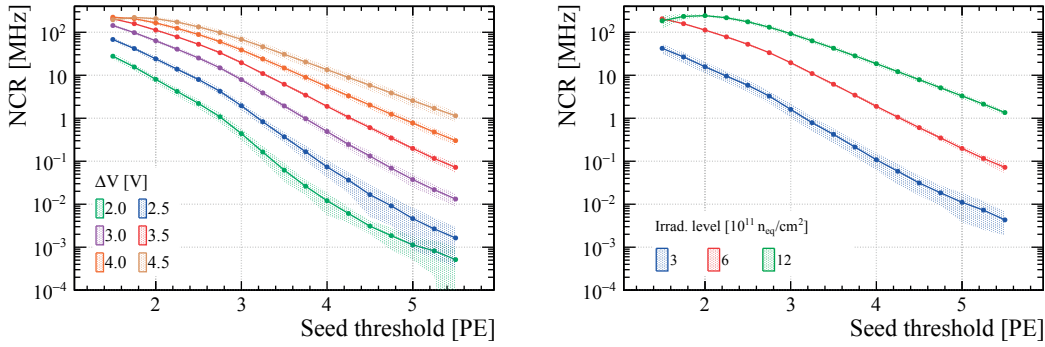 NCR [MHz]
10²
10
1
10⁻¹
10⁻²
10⁻³
10⁻⁴
ΔV [V]
2.0 2.5
3.0 3.5
4.0 4.5
2 3 4 5
Seed threshold [PE]
NCR [MHz]
10²
10
1
10⁻¹
10⁻²
10⁻³
10⁻⁴
Irrad. level [10¹¹ n_eq/cm²]
3 6 12
2 3 4 5
Seed threshold [PE]